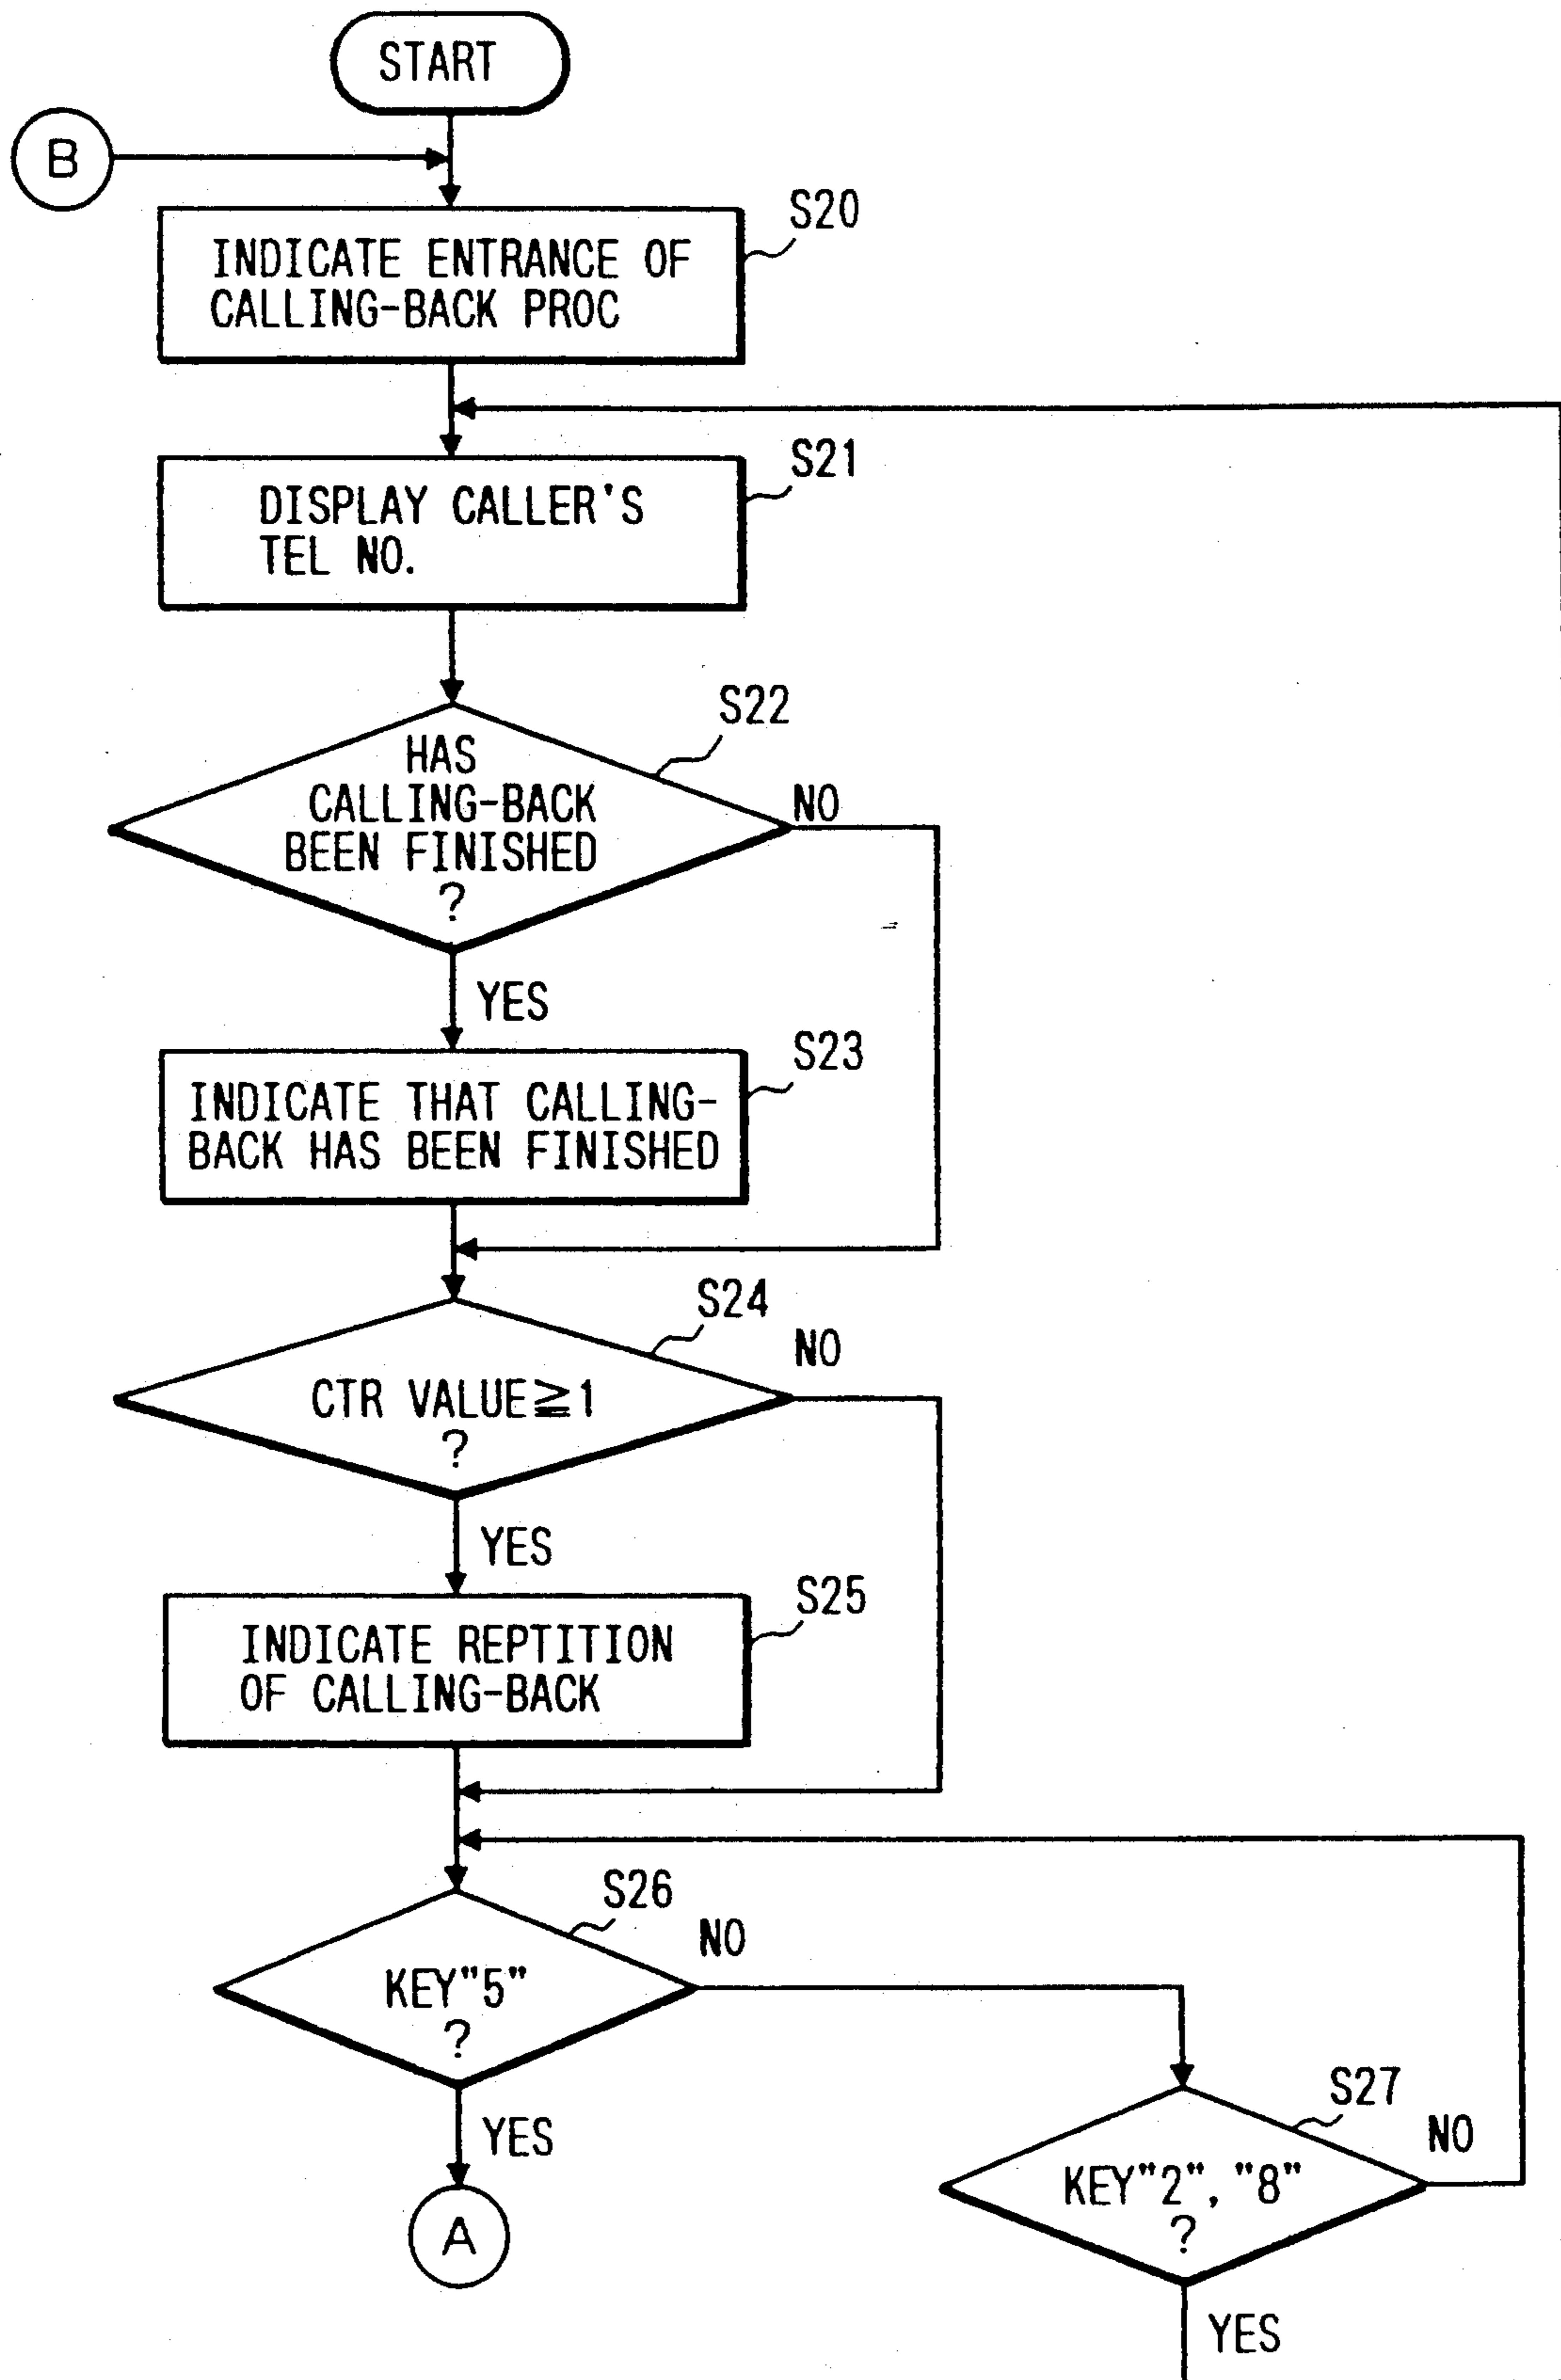 START
B
S20
INDICATE ENTRANCE OF
CALLING-BACK PROC
S21
DISPLAY CALLER'S
TEL NO.
S22
HAS
CALLING-BACK
BEEN FINISHED
?
NO
YES
S23
INDICATE THAT CALLING-
BACK HAS BEEN FINISHED
S24
NO
CTR VALUE≧1
?
YES
S25
INDICATE REPTITION
OF CALLING-BACK
S26
NO
KEY"5"
?
YES
A
S27
NO
KEY"2", "8"
?
YES